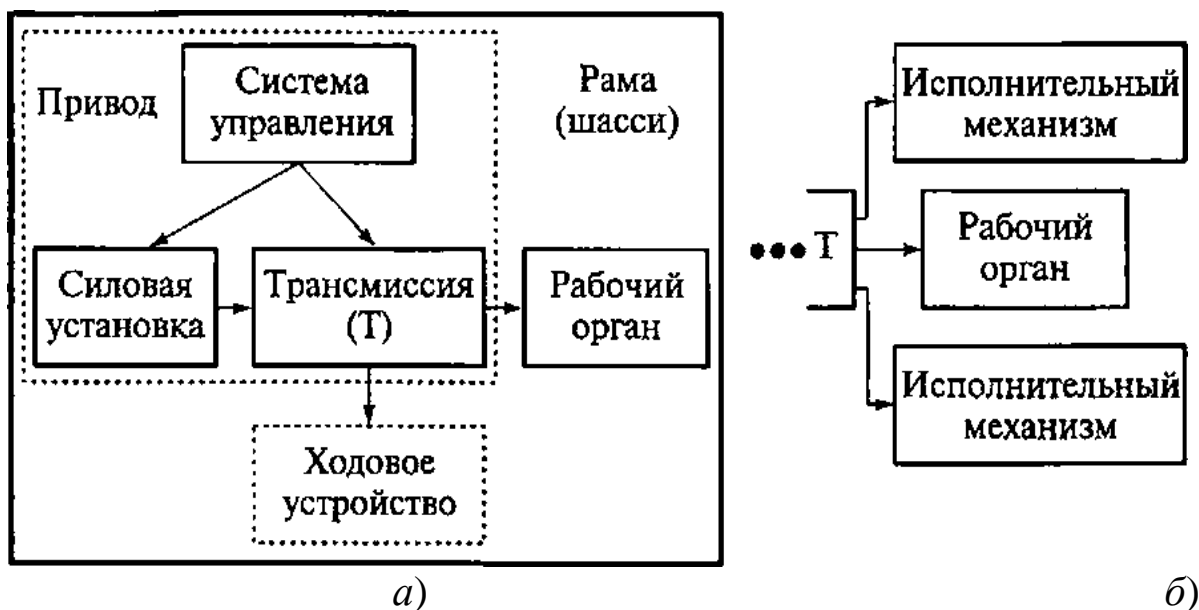 Привод
Система
управления
Рама
(шасси)
Силовая
установка
Трансмиссия
(Т)
Рабочий
орган
Ходовое
устройство
а)
Исполнительный
механизм
••• Т
Рабочий
орган
Исполнительный
механизм
б)